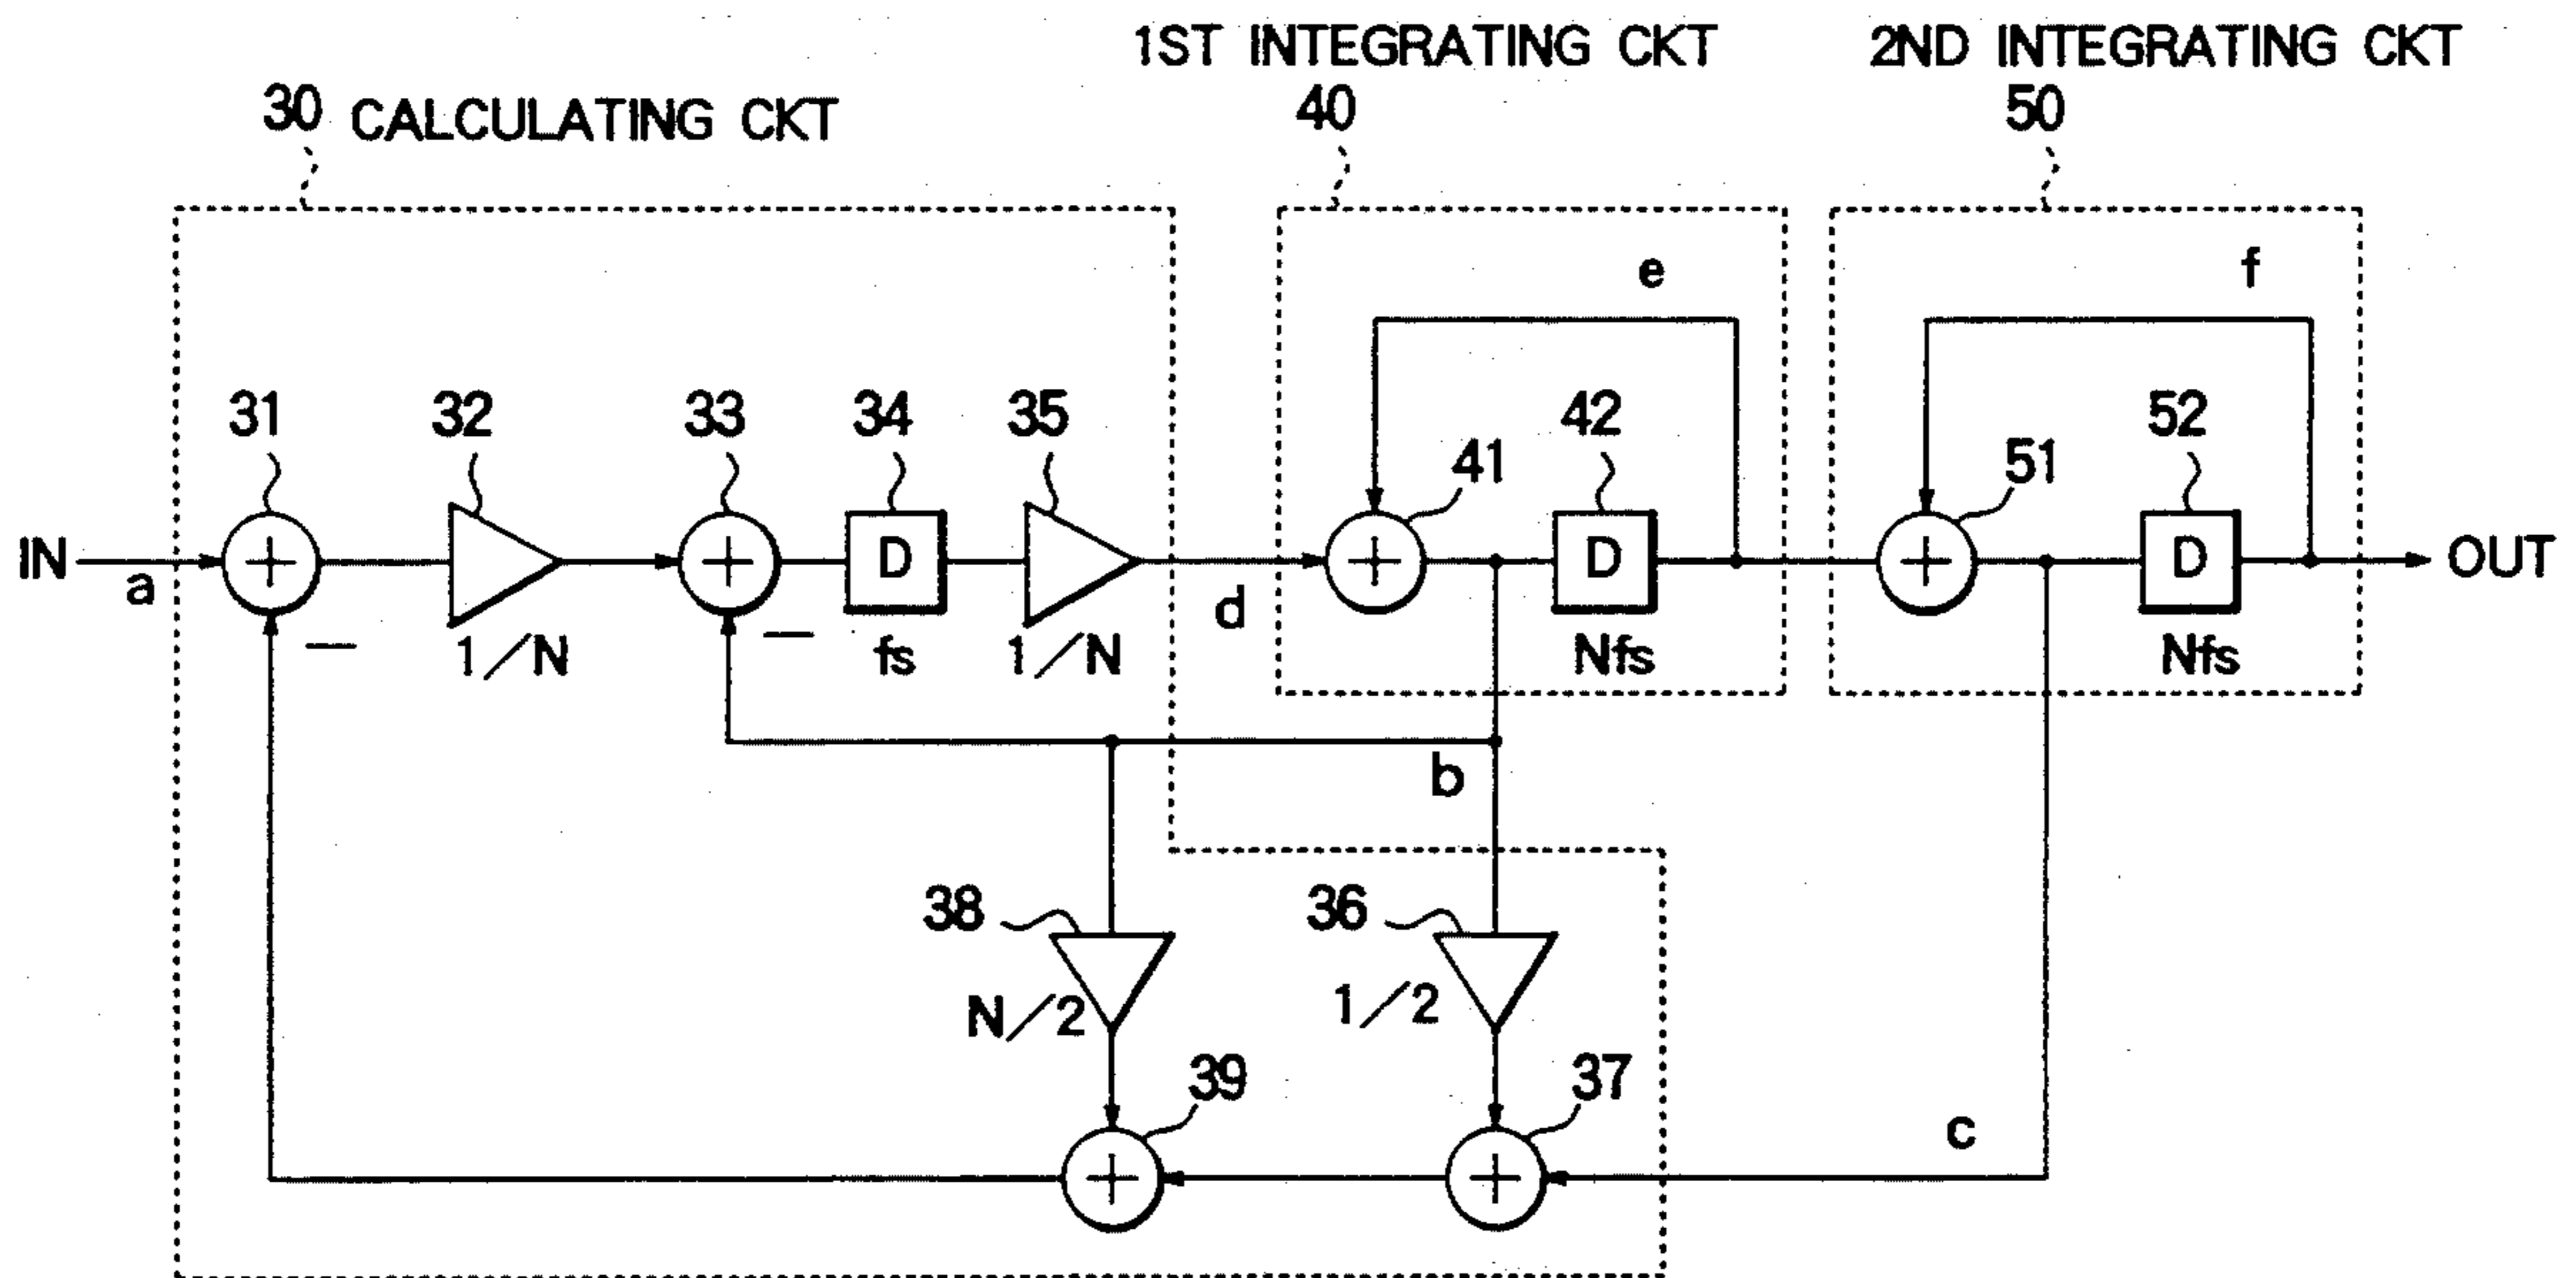 1ST INTEGRATING CKT
2ND INTEGRATING CKT
30 CALCULATING CKT
40
50
e
f
31
32
33
34
35
41
42
51
52
IN
a
+
1/N
+
D
fs
1/N
d
+
D
Nfs
+
D
Nfs
OUT
—
—
b
38
N/2
36
1/2
39
+
37
+
c